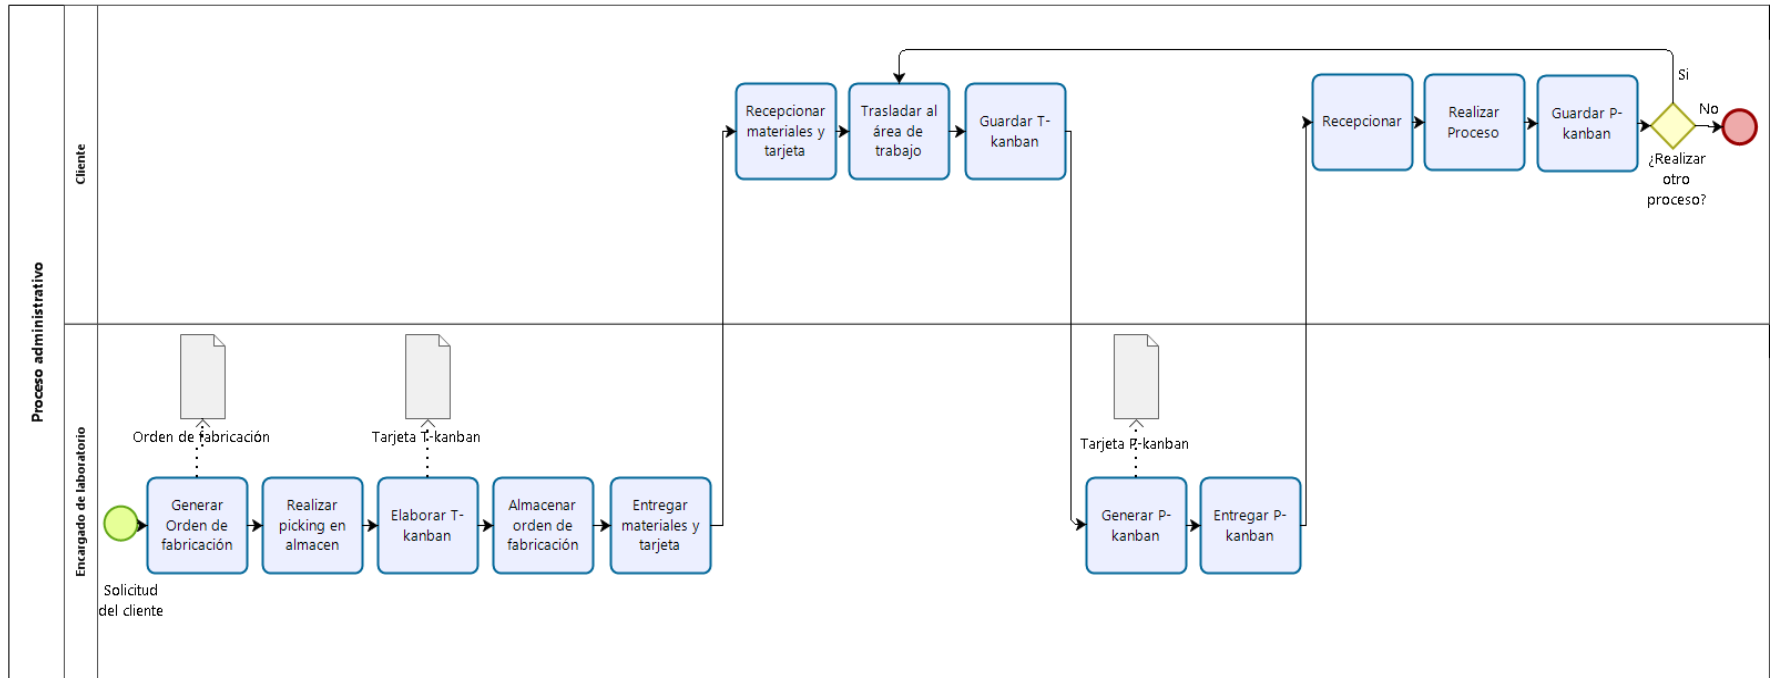 Proceso administrativo
Cliente
Recepcionar
materiales y
tarjeta
Trasladar al
área de
trabajo
Guardar T-
kanban
Recepcionar
Realizar
Proceso
Guardar P-
kanban
Si
No
¿Realizar
otro
proceso?
Encargado de laboratorio
Orden de fabricación
Tarjeta T-kanban
Tarjeta P-kanban
Solicitud
del cliente
Generar
Orden de
fabricación
Realizar
picking en
almacen
Elaborar T-
kanban
Almacenar
orden de
fabricación
Entregar
materiales y
tarjeta
Generar P-
kanban
Entregar P-
kanban